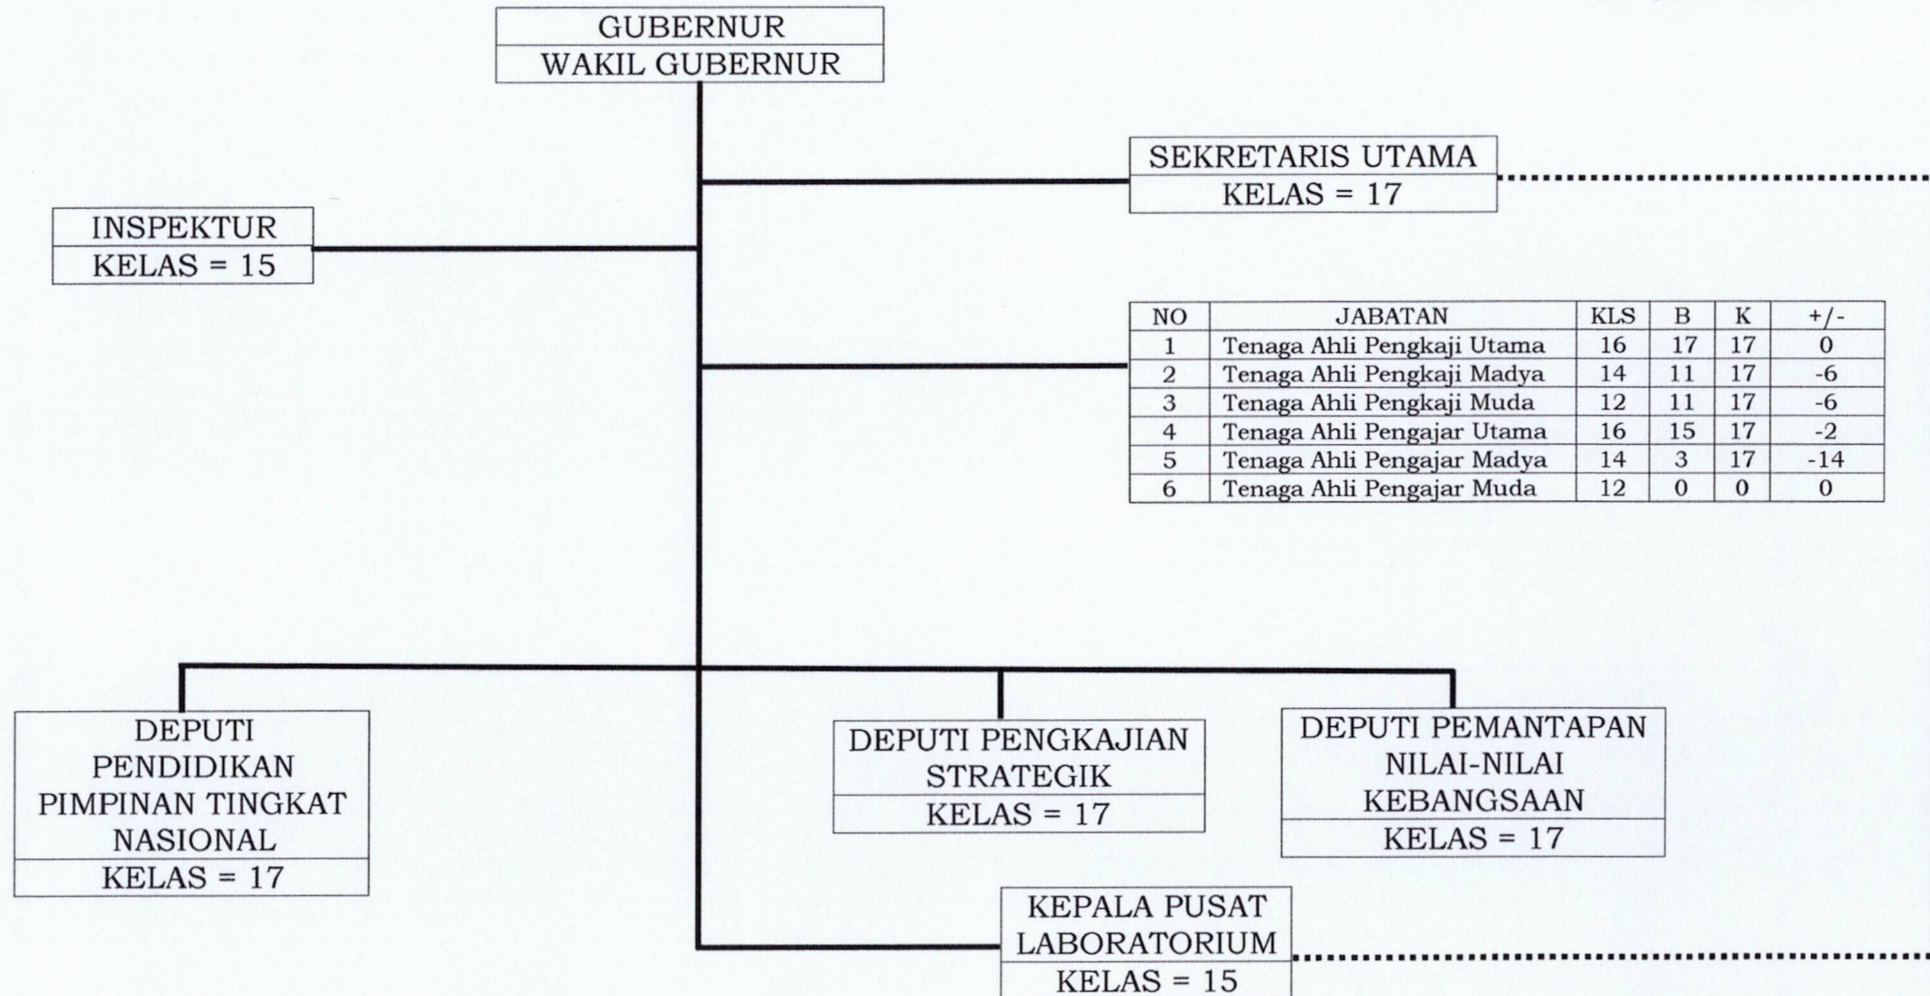 GUBERNUR
WAKIL GUBERNUR
SEKRETARIS UTAMA
KELAS = 17
INSPEKTUR
KELAS = 15
NO JABATAN KLS B K +/-
1 Tenaga Ahli Pengkaji Utama 16 17 17 0
2 Tenaga Ahli Pengkaji Madya 14 11 17 -6
3 Tenaga Ahli Pengkaji Muda 12 11 17 -6
4 Tenaga Ahli Pengajar Utama 16 15 17 -2
5 Tenaga Ahli Pengajar Madya 14 3 17 -14
6 Tenaga Ahli Pengajar Muda 12 0 0 0
DEPUTI
PENDIDIKAN
PIMPINAN TINGKAT
NASIONAL
KELAS = 17
DEPUTI PENGKAJIAN
STRATEGIK
KELAS = 17
DEPUTI PEMANTAPAN
NILAI-NILAI
KEBANGSAAN
KELAS = 17
KEPALA PUSAT
LABORATORIUM
KELAS = 15